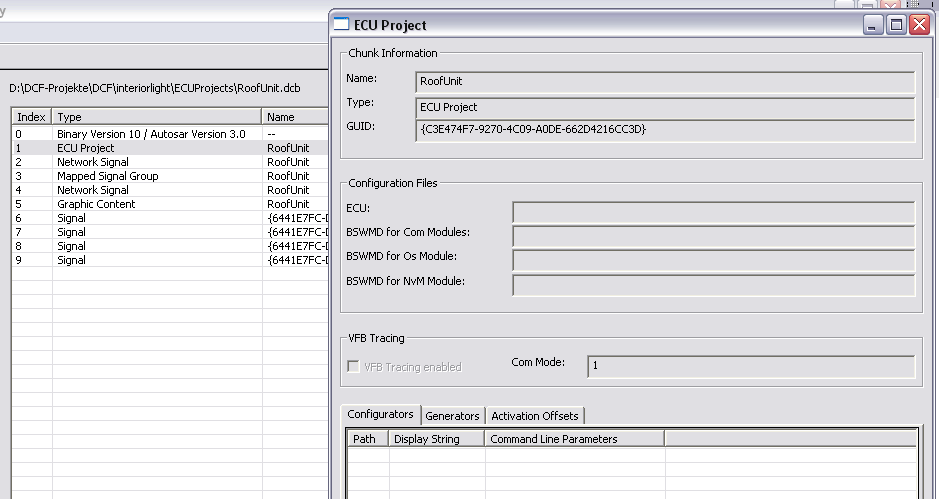 y
D:\DCF-Projekte\DCF\interiorlight\ECUProjects\RoofUnit.dcb
Index Type Name
0 Binary Version 10 / Autosar Version 3.0 --
1 ECU Project RoofUnit
2 Network Signal RoofUnit
3 Mapped Signal Group RoofUnit
4 Network Signal RoofUnit
5 Graphic Content RoofUnit
6 Signal {6441E7FC-D
7 Signal {6441E7FC-D
8 Signal {6441E7FC-D
9 Signal {6441E7FC-D
ECU Project
Chunk Information
Name: RoofUnit
Type: ECU Project
GUID: {C3E474F7-9270-4C09-A0DE-662D4216CC3D}
Configuration Files
ECU:
BSWMD for Com Modules:
BSWMD for Os Module:
BSWMD for NvM Module:
VFB Tracing
VFB Tracing enabled Com Mode: 1
Configurators Generators Activation Offsets
Path Display String Command Line Parameters